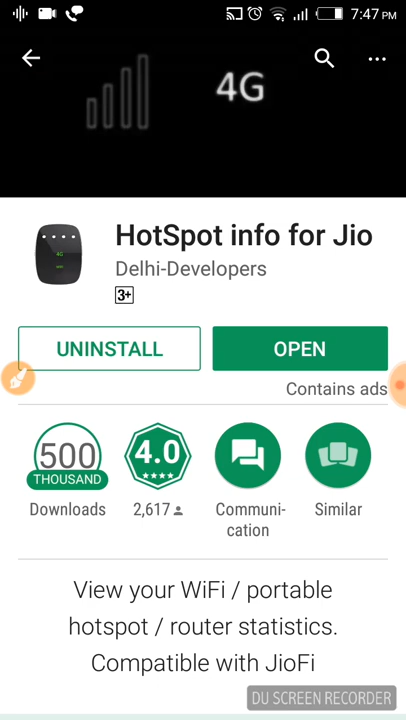 7:47 PM
4G
HotSpot info for Jio
Delhi-Developers
3+
UNINSTALL
OPEN
Contains ads
500
THOUSAND
Downloads
4.0
2,617
Communi-
cation
Similar
View your WiFi / portable
hotspot / router statistics.
Compatible with JioFi
DU SCREEN RECORDER